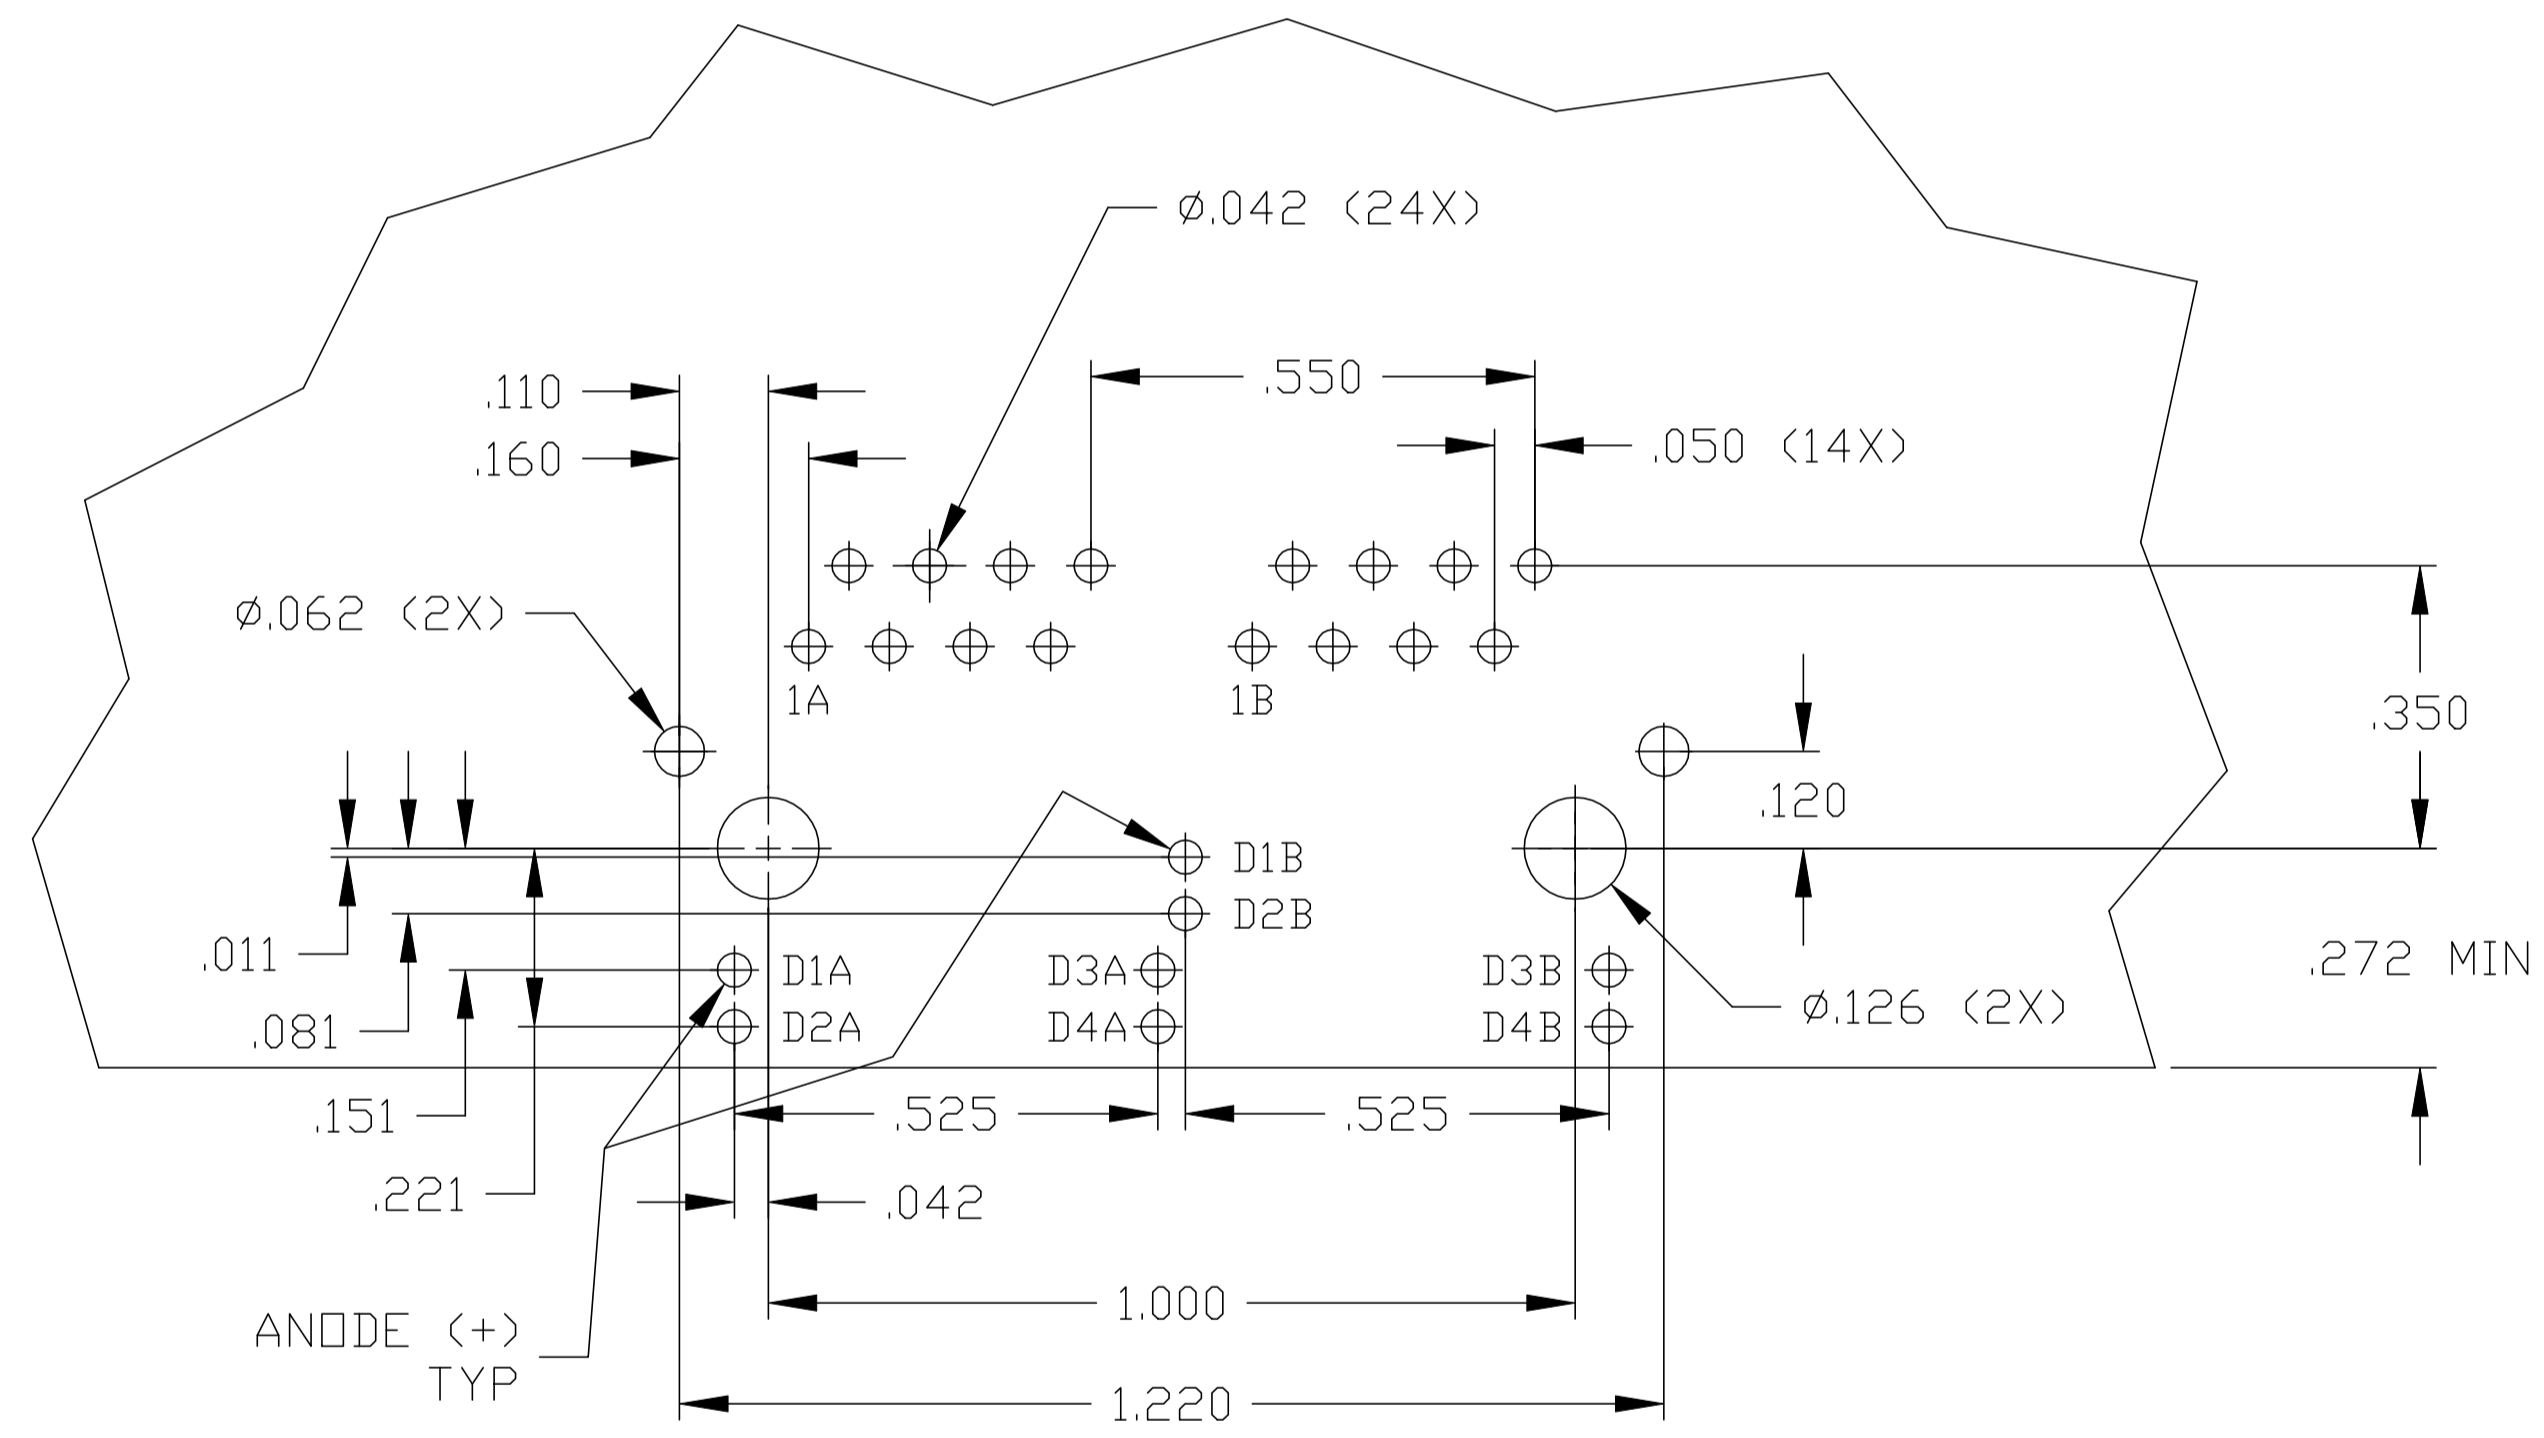 Ø.042 (24X)
.110
.550
.160
.050 (14X)
Ø.062 (2X)
1A
1B
.350
.120
D1B
D2B
.011
D1A
D3A
D3B
.272 MIN
Ø.126 (2X)
.081
D2A
D4A
D4B
.151
.525
.525
.221
.042
1.000
ANODE (+)
TYP
1.220